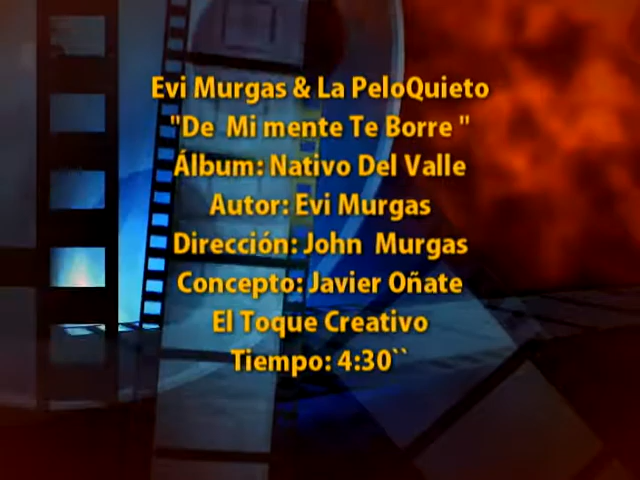 Evi Murgas & La PeloQuieto
"De  Mi mente Te Borre "
Álbum: Nativo Del Valle
Autor: Evi Murgas
Dirección: John  Murgas
Concepto: Javier Oñate
El Toque Creativo
Tiempo: 4:30``